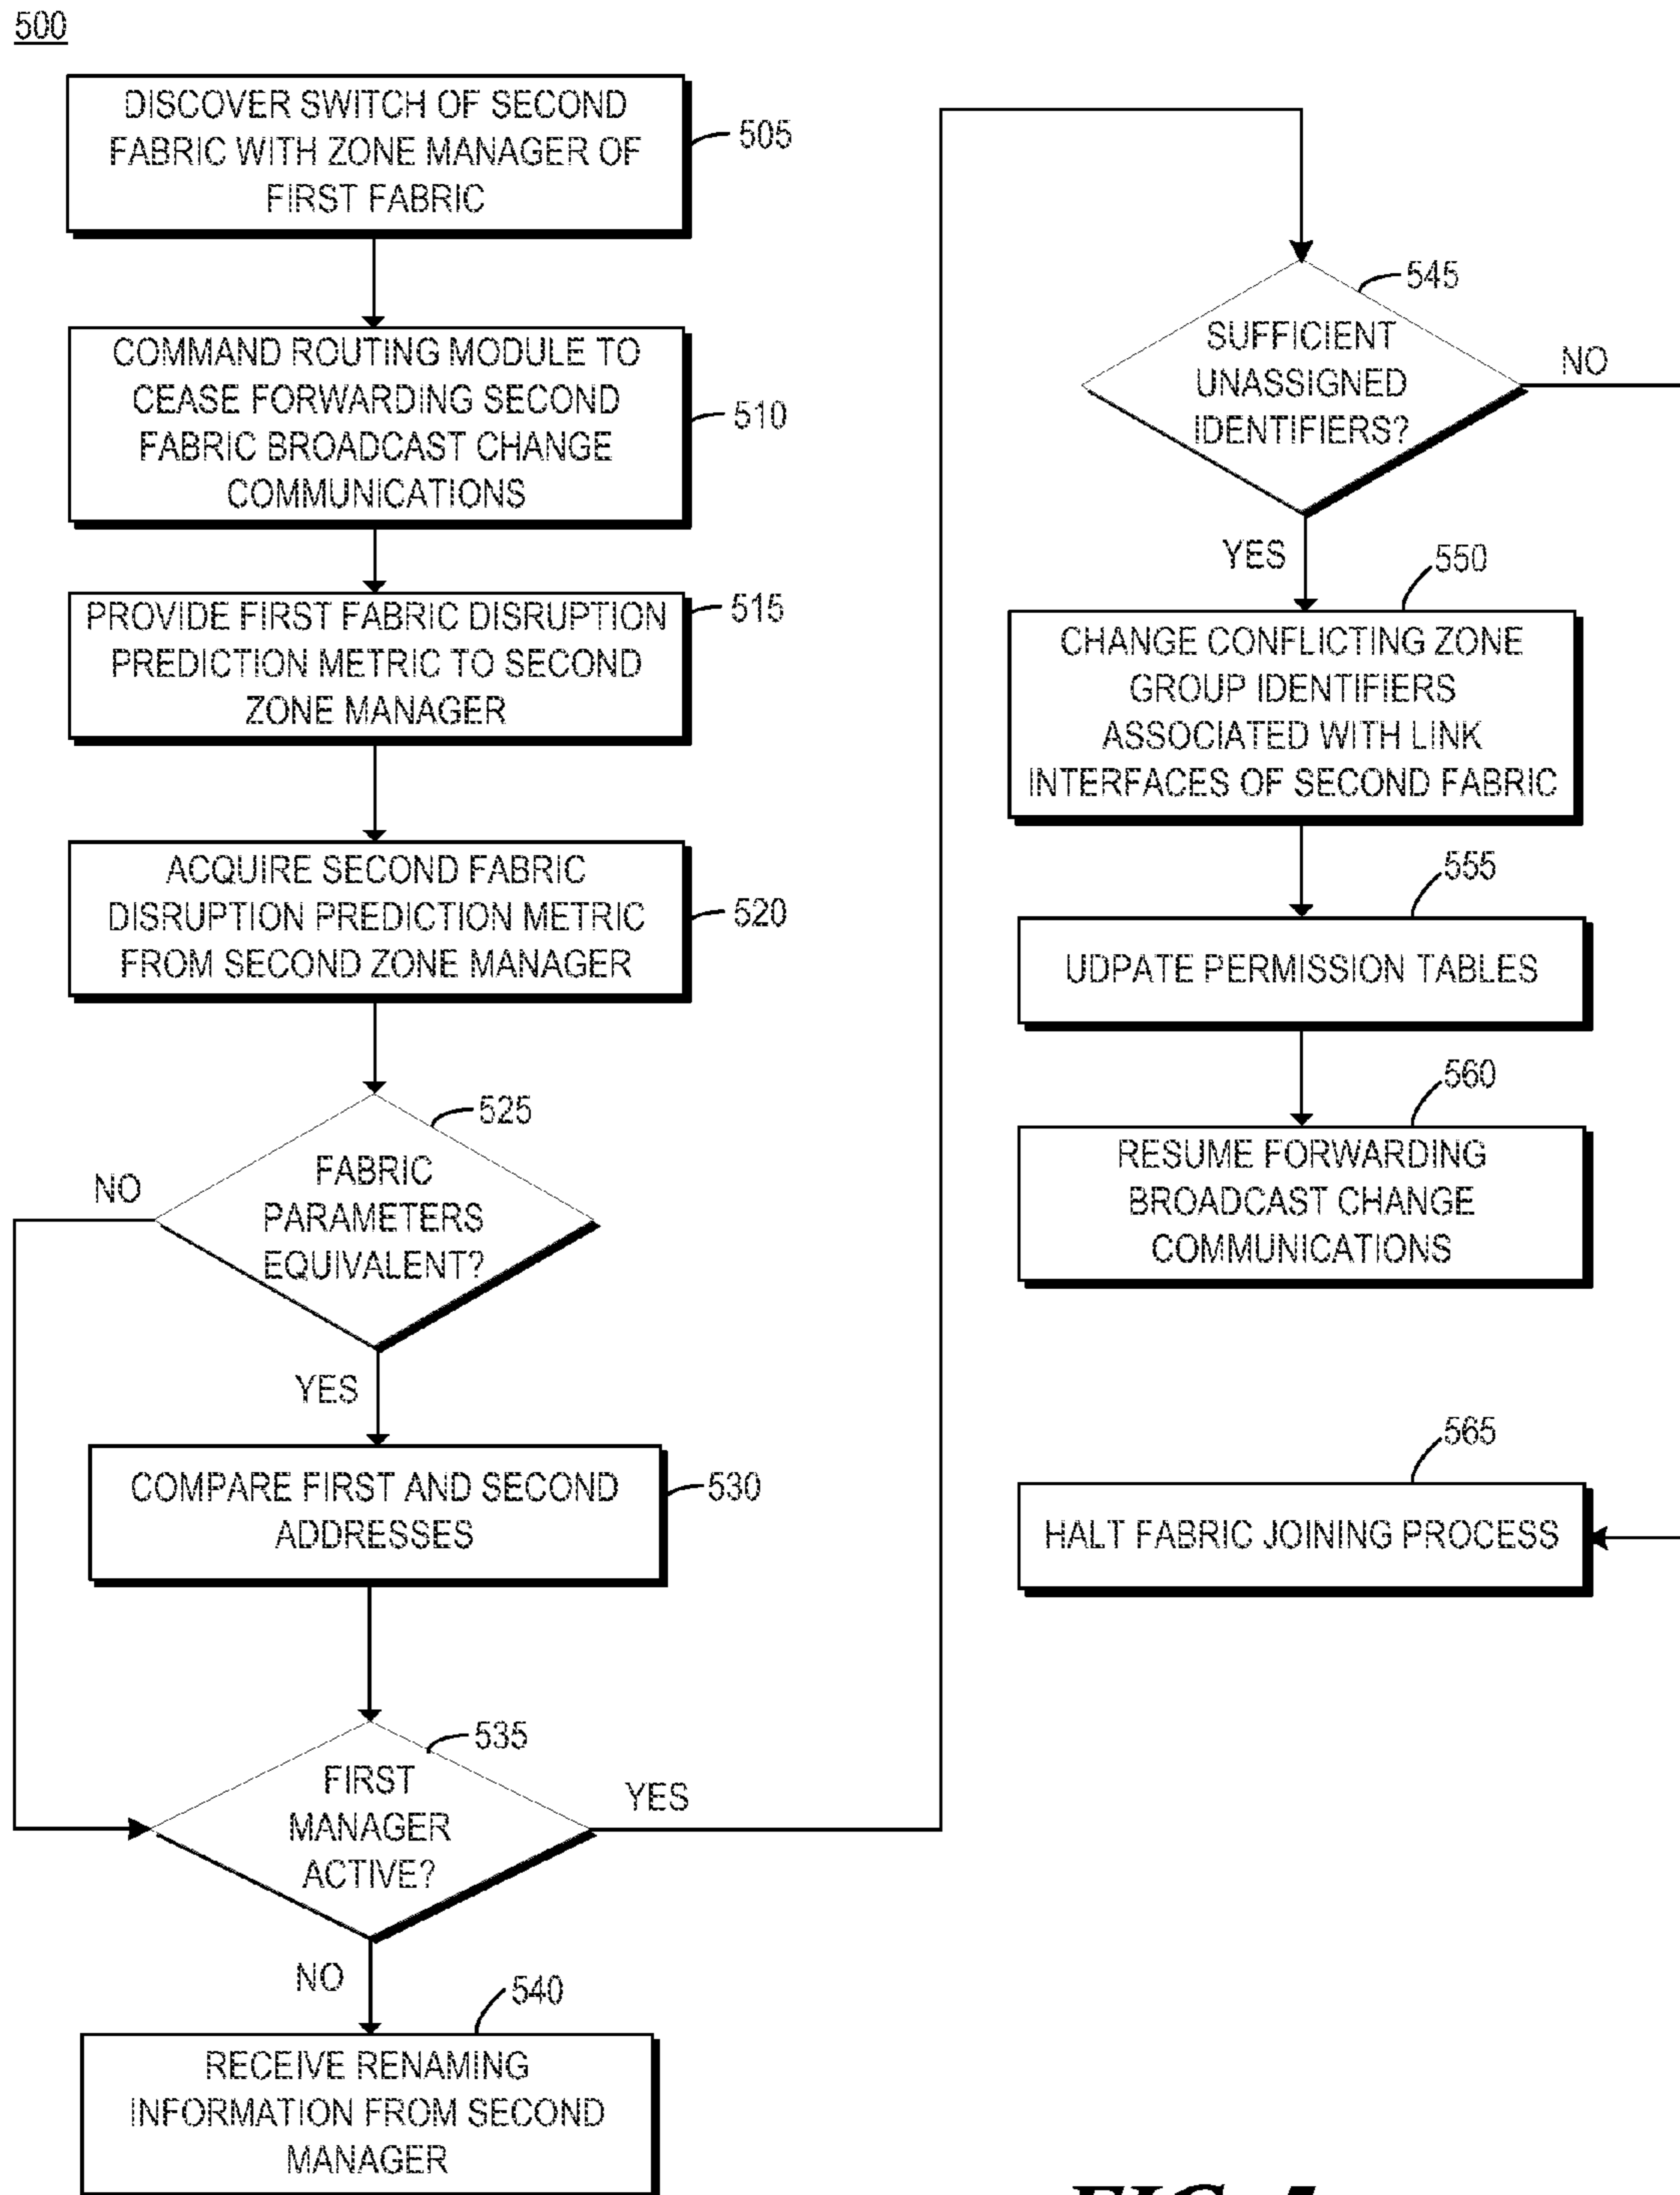 500
DISCOVER SWITCH OF SECOND
FABRIC WITH ZONE MANAGER OF
FIRST FABRIC
505
COMMAND ROUTING MODULE TO
CEASE FORWARDING SECOND
FABRIC BROADCAST CHANGE
COMMUNICATIONS
510
PROVIDE FIRST FABRIC DISRUPTION
PREDICTION METRIC TO SECOND
ZONE MANAGER
515
ACQUIRE SECOND FABRIC
DISRUPTION PREDICTION METRIC
FROM SECOND ZONE MANAGER
520
525
FABRIC
PARAMETERS
EQUIVALENT?
NO
YES
COMPARE FIRST AND SECOND
ADDRESSES
530
535
FIRST
MANAGER
ACTIVE?
YES
NO
540
RECEIVE RENAMING
INFORMATION FROM SECOND
MANAGER
545
SUFFICIENT
UNASSIGNED
IDENTIFIERS?
NO
YES
550
CHANGE CONFLICTING ZONE
GROUP IDENTIFIERS
ASSOCIATED WITH LINK
INTERFACES OF SECOND FABRIC
555
UDPATE PERMISSION TABLES
560
RESUME FORWARDING
BROADCAST CHANGE
COMMUNICATIONS
565
HALT FABRIC JOINING PROCESS